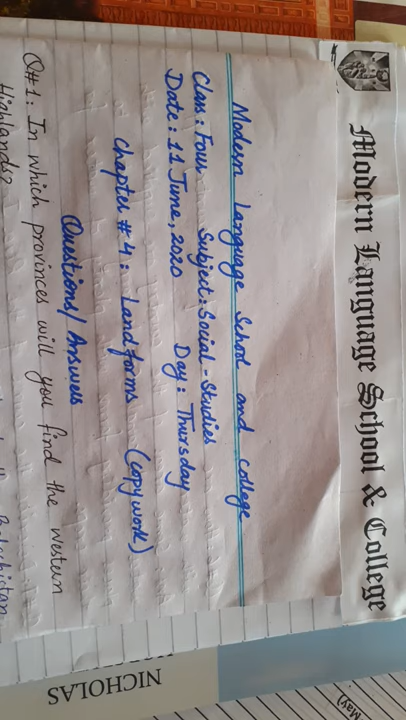 Modern Language School & College
Modern Language School and College
Class: Four Subject: Social-Studies
Date: 11 June, 2020 Day: Thursday
Chapter # 4: Landforms (copy work)
Questions/Answers
Q#1: In which provinces will you find the western
Highlands?
NICHOLAS
May)